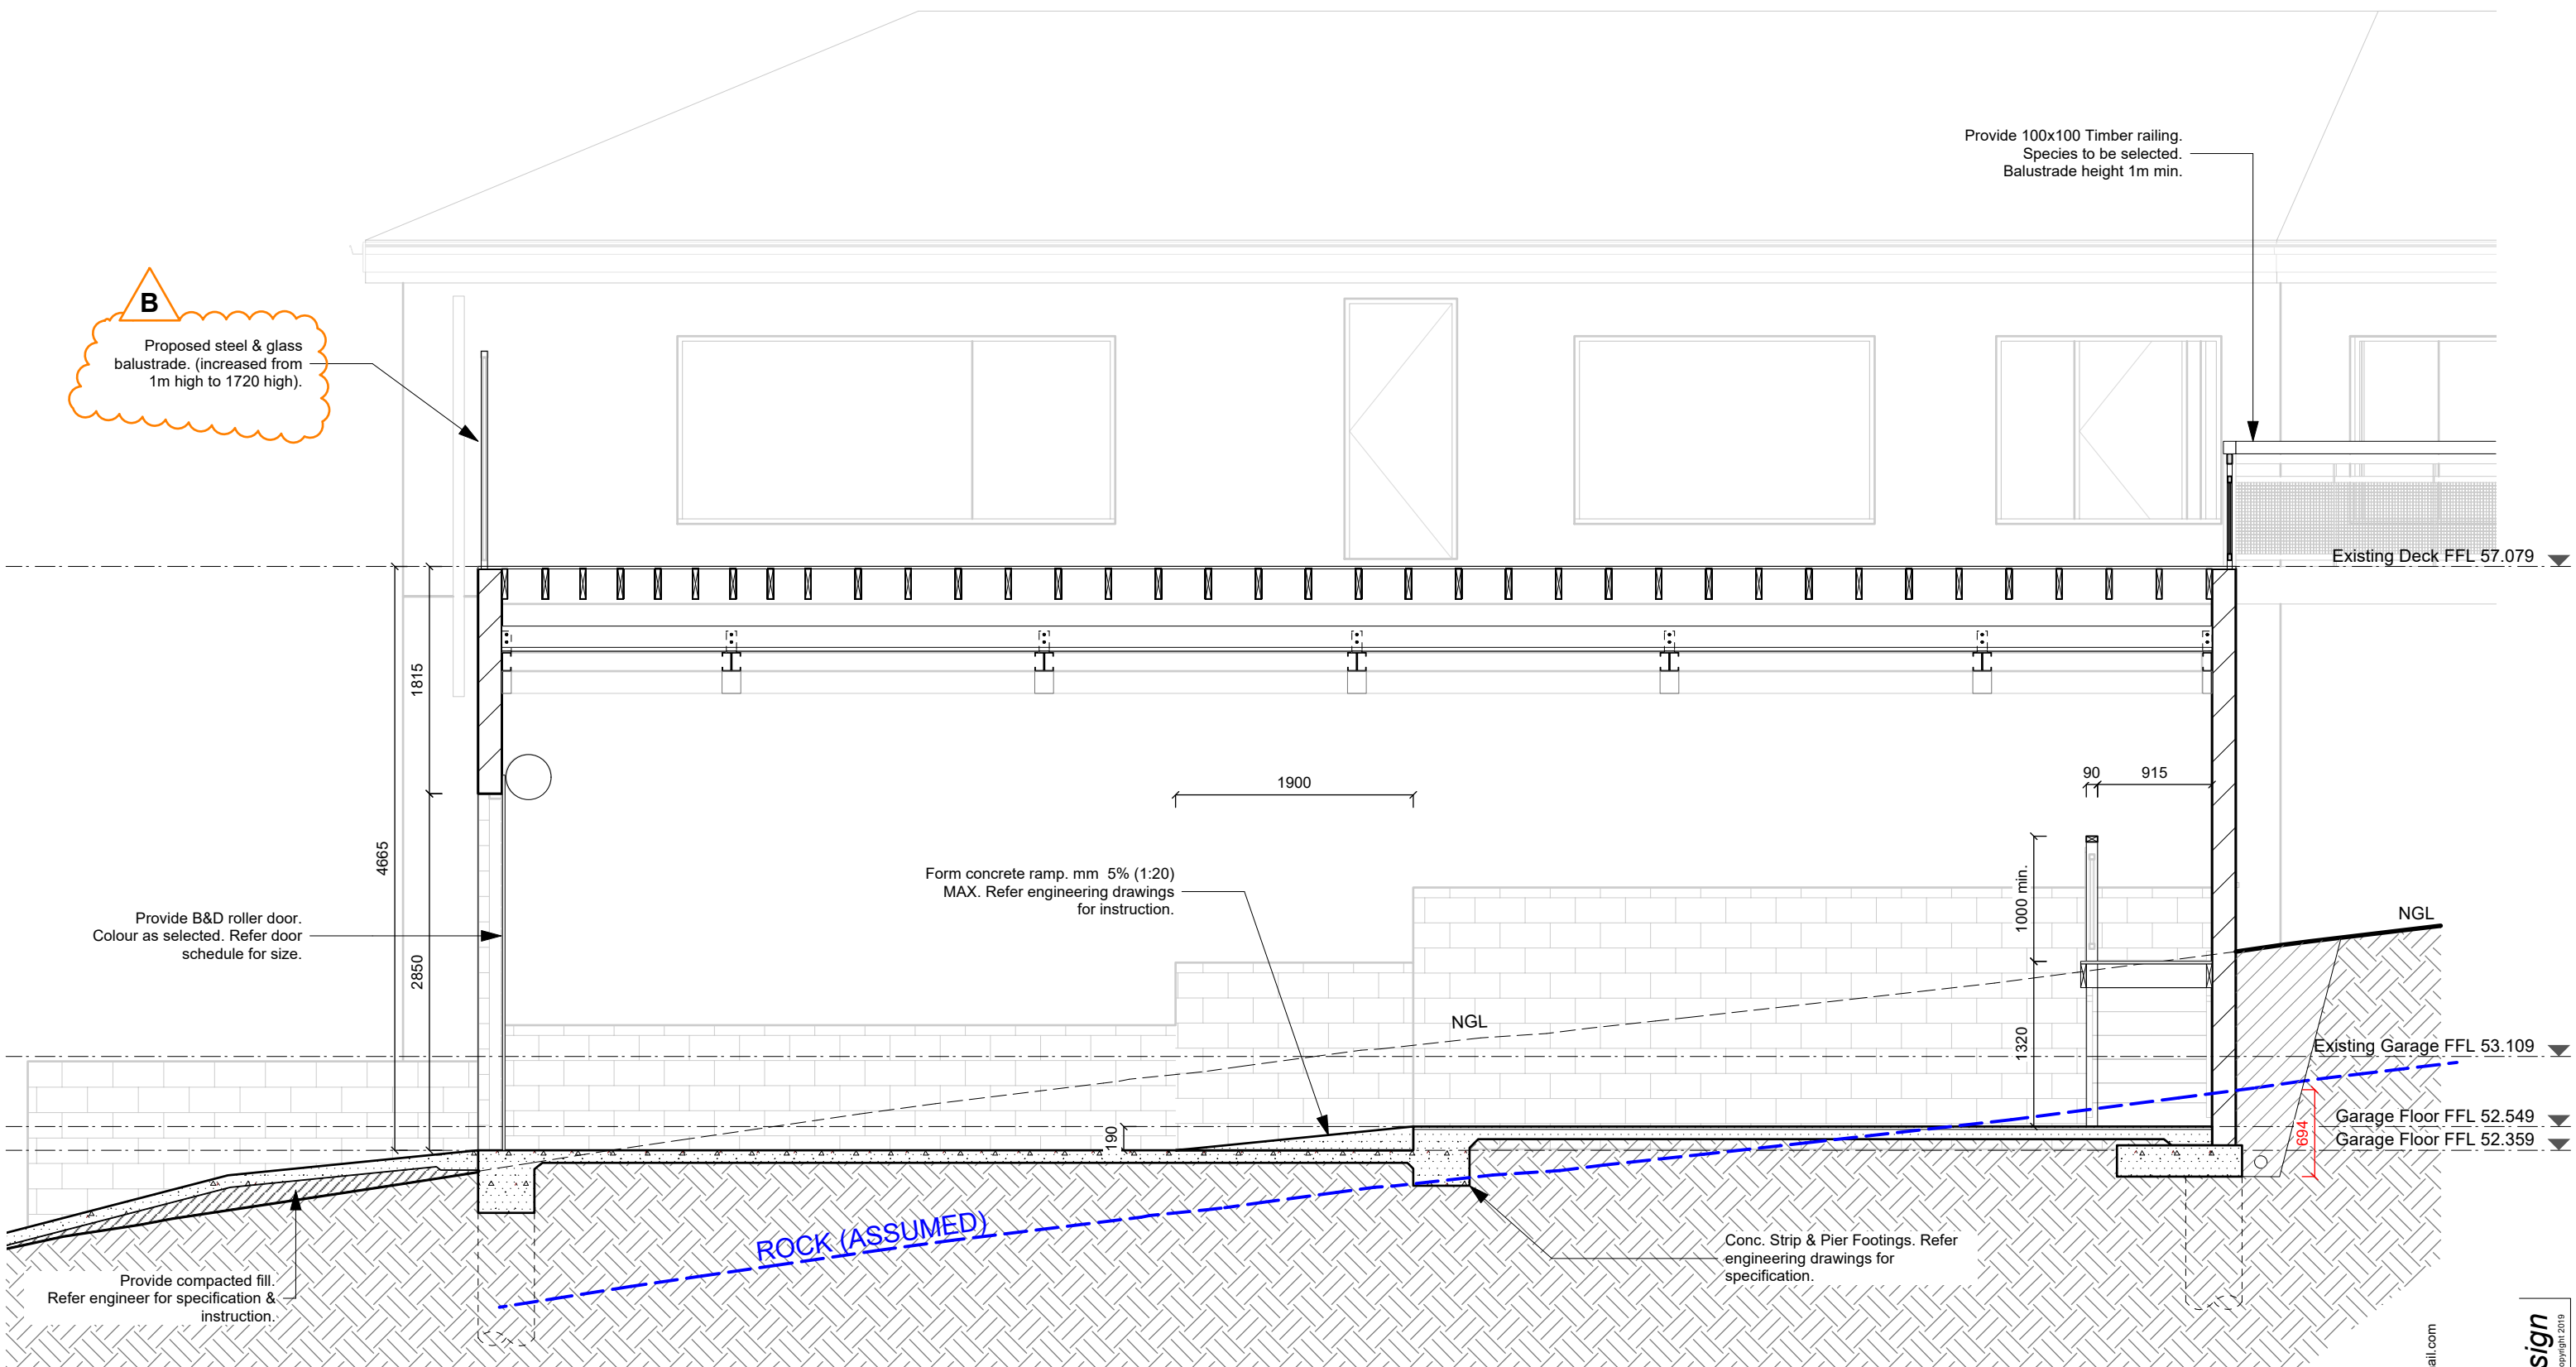 Provide 100x100 Timber railing.
Species to be selected.
Balustrade height 1m min.
B
Proposed steel & glass
balustrade. (increased from
1m high to 1720 high).
Existing Deck FFL 57.079
1815
4665
2850
1900
90
915
1000 min.
1320
Form concrete ramp. mm 5% (1:20)
MAX. Refer engineering drawings
for instruction.
Provide B&D roller door.
Colour as selected. Refer door
schedule for size.
NGL
NGL
Existing Garage FFL 53.109
Garage Floor FFL 52.549
Garage Floor FFL 52.359
190
694
ROCK (ASSUMED)
Conc. Strip & Pier Footings. Refer
engineering drawings for
specification.
Provide compacted fill.
Refer engineer for specification &
instruction.
ail.com
sign
pyright 2019